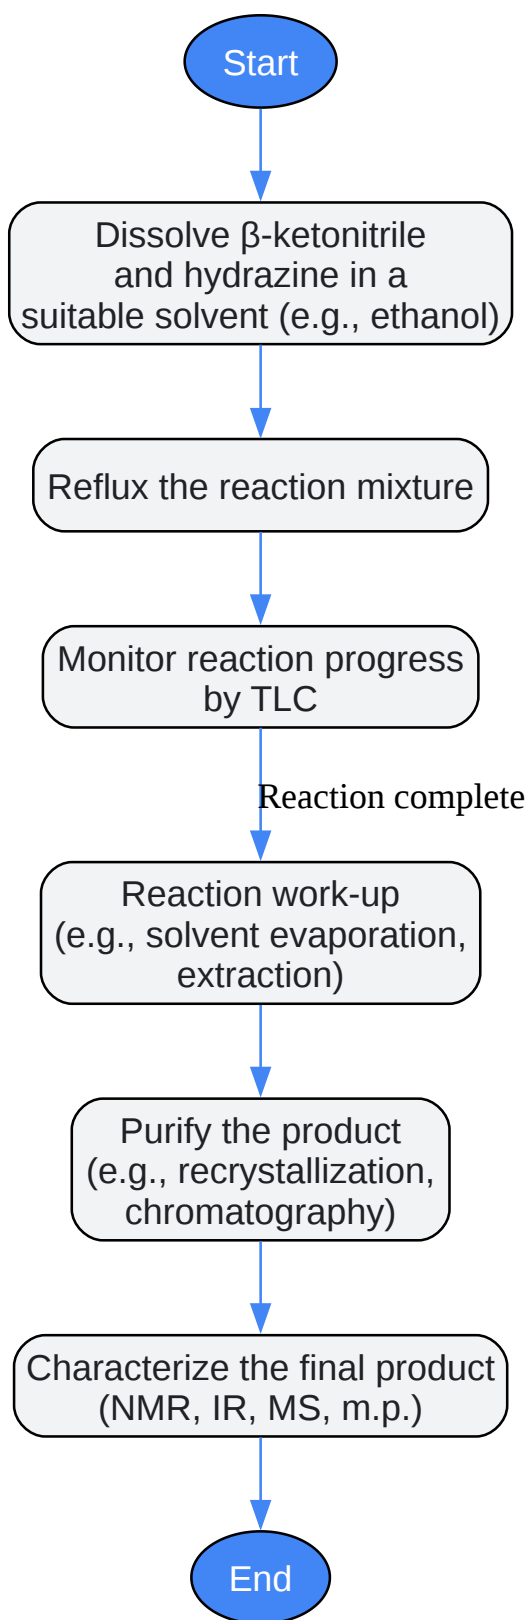 Start
Dissolve β-ketonitrile
and hydrazine in a
suitable solvent (e.g., ethanol)
Reflux the reaction mixture
Monitor reaction progress
by TLC
Reaction complete
Reaction work-up
(e.g., solvent evaporation,
extraction)
Purify the product
(e.g., recrystallization,
chromatography)
Characterize the final product
(NMR, IR, MS, m.p.)
End